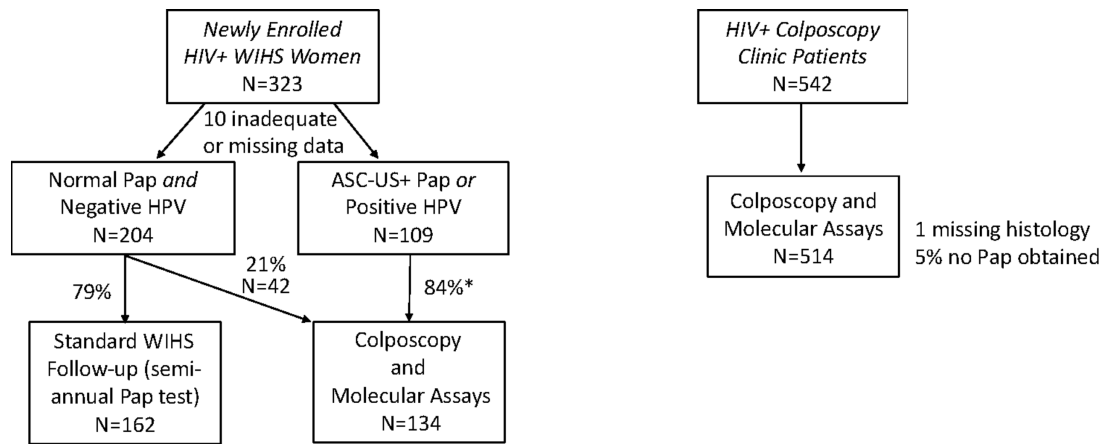 Newly Enrolled
HIV+ WIHS Women
N=323
10 inadequate
or missing data
Normal Pap and
Negative HPV
N=204
ASC-US+ Pap or
Positive HPV
N=109
79%
21%
N=42
84%*
Standard WIHS
Follow-up (semi-
annual Pap test)
N=162
Colposcopy
and
Molecular Assays
N=134
HIV+ Colposcopy
Clinic Patients
N=542
Colposcopy and
Molecular Assays
N=514
1 missing histology
5% no Pap obtained